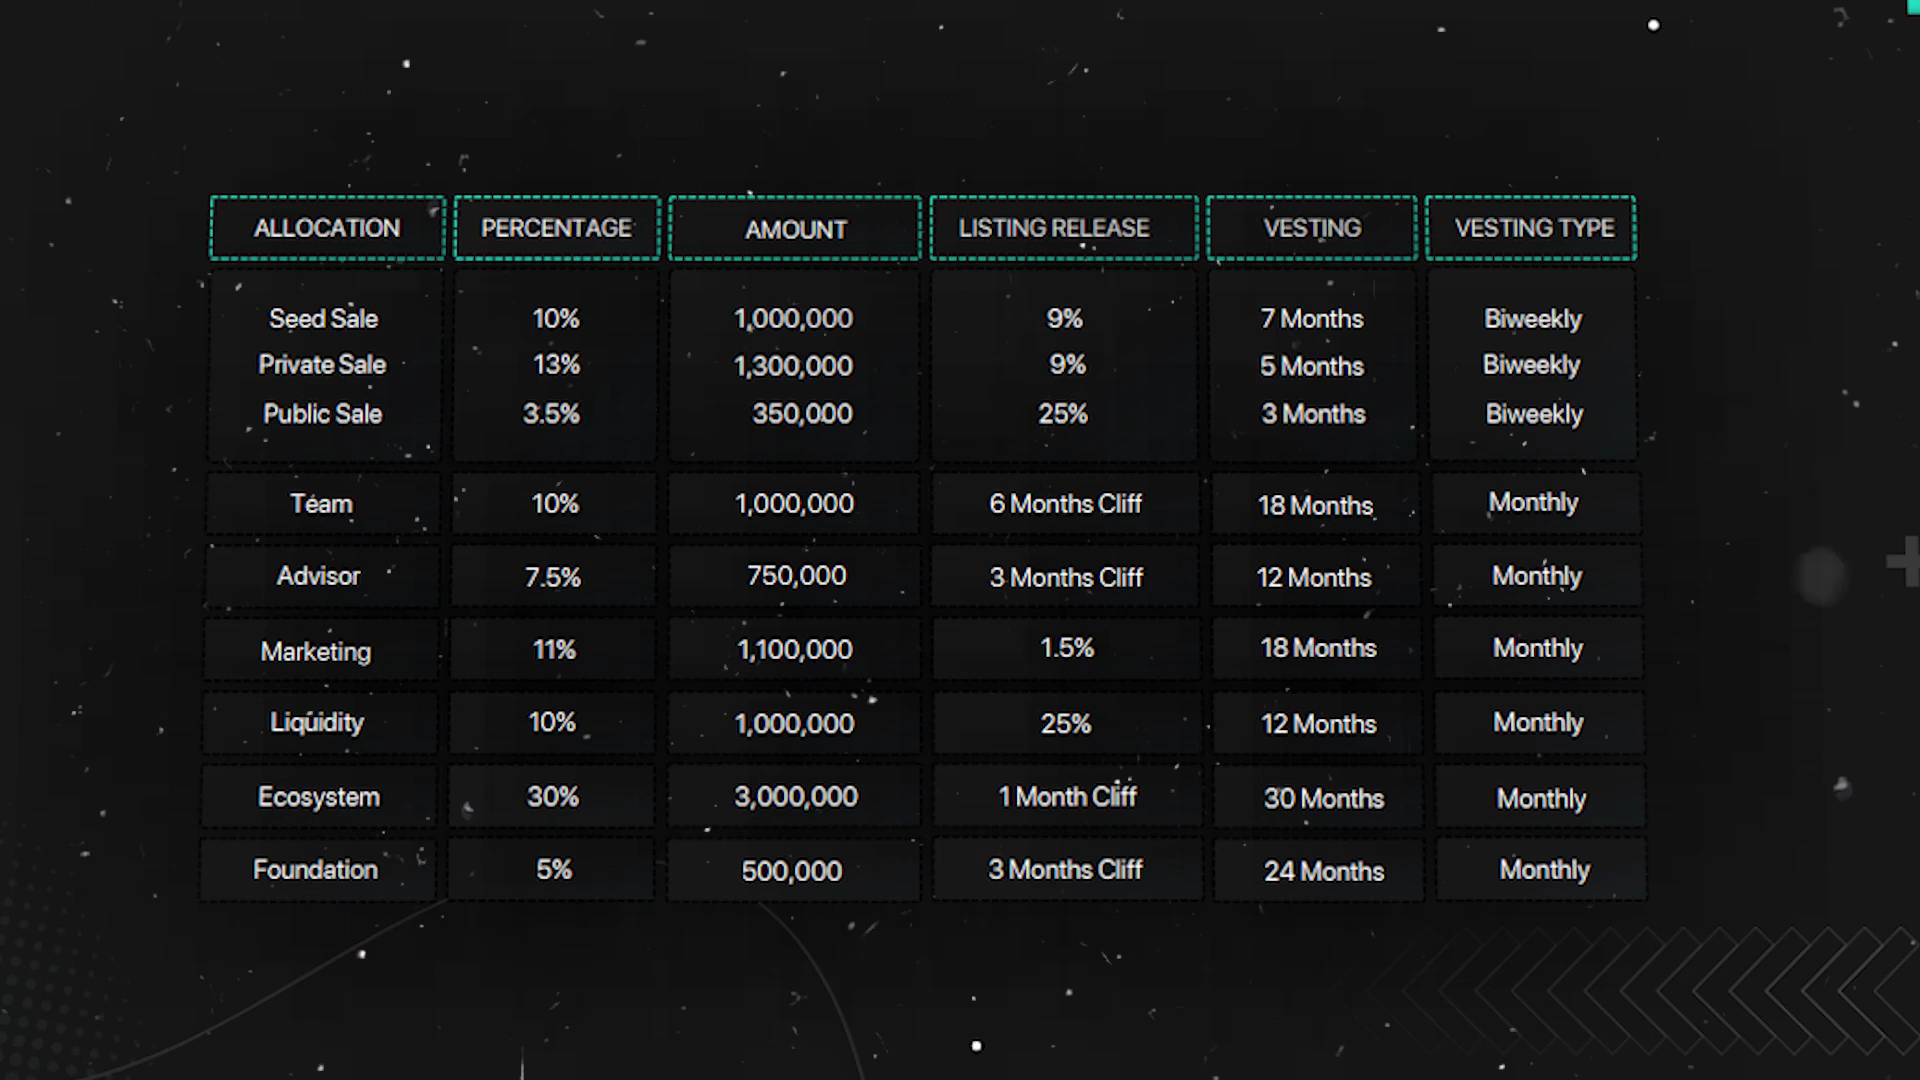 ALLOCATION PERCENTAGE AMOUNT LISTING RELEASE VESTING VESTING TYPE
Seed Sale 10% 1,000,000 9% 7 Months Biweekly
Private Sale 13% 1,300,000 9% 5 Months Biweekly
Public Sale 3.5% 350,000 25% 3 Months Biweekly
Team 10% 1,000,000 6 Months Cliff 18 Months Monthly
Advisor 7.5% 750,000 3 Months Cliff 12 Months Monthly
Marketing 11% 1,100,000 1.5% 18 Months Monthly
Liquidity 10% 1,000,000 25% 12 Months Monthly
Ecosystem 30% 3,000,000 1 Month Cliff 30 Months Monthly
Foundation 5% 500,000 3 Months Cliff 24 Months Monthly